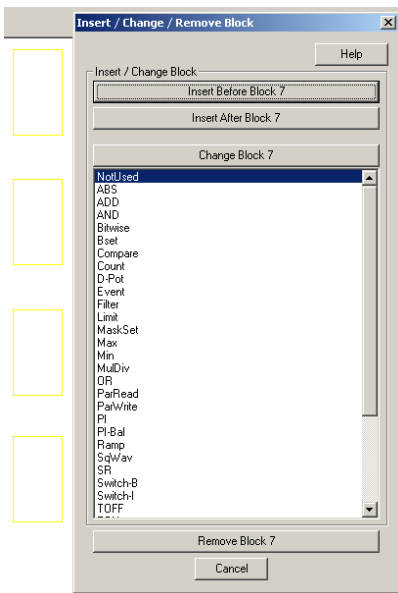 Insert / Change / Remove Block
Help
Insert / Change Block
Insert Before Block 7
Insert After Block 7
Change Block 7
NotUsed
ABS
ADD
AND
Bitwise
Bset
Compare
Count
D-Pot
Event
Filter
Limit
MaskSet
Max
Min
MulDiv
OR
ParRead
ParWrite
PI
PI-Bal
Ramp
SqWav
SR
Switch-B
Switch-I
TOFF
Remove Block 7
Cancel